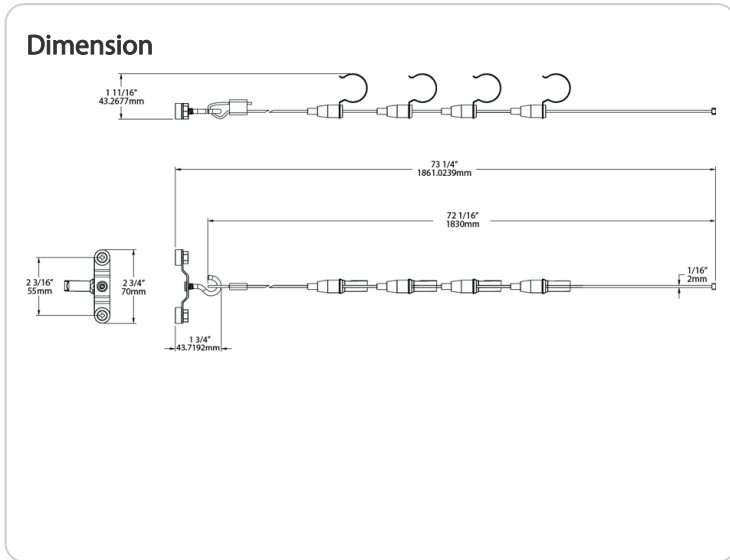 Dimension
1 11/16"
43.2677mm
73 1/4"
1861.0239mm
72 1/16"
1830mm
2 3/16"
55mm
2 3/4"
70mm
1/16"
2mm
1 3/4"
43.7192mm